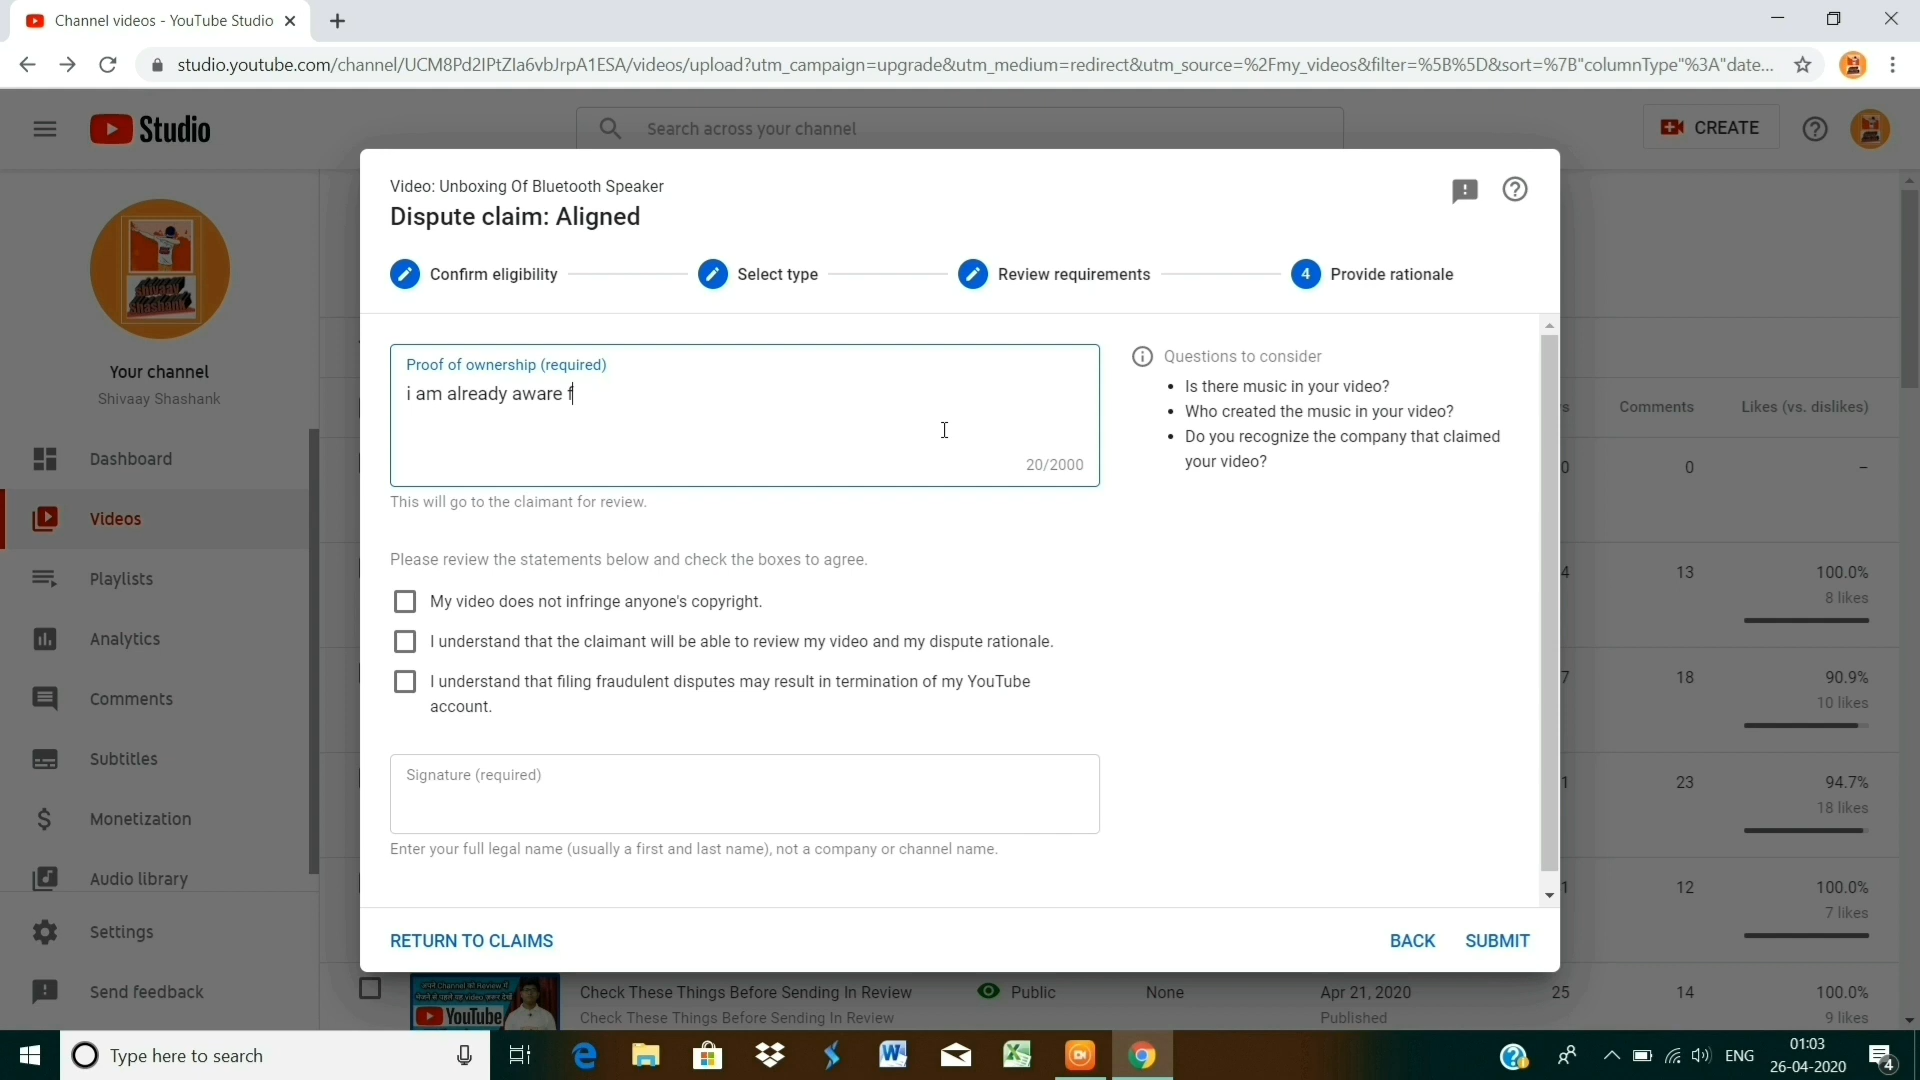 Channel videos - YouTube Studio
studio.youtube.com/channel/UCM8Pd2IPtZIa6vbJrpA1ESA/videos/upload?utm_campaign=upgrade&utm_medium=redirect&utm_source=%2Fmy_videos&filter=%5B%5D&sort=%7B"columnType"%3A"date...
Studio
Search across your channel
CREATE
Shivaay
Shashank
Your channel
Shivaay Shashank
Dashboard
Videos
Playlists
Analytics
Comments
Subtitles
Monetization
Audio library
Settings
Send feedback
Video: Unboxing Of Bluetooth Speaker
Dispute claim: Aligned
Confirm eligibility
Select type
Review requirements
4 Provide rationale
Proof of ownership (required)
i am already aware f
20/2000
This will go to the claimant for review.
Questions to consider
• Is there music in your video?
• Who created the music in your video?
• Do you recognize the company that claimed
your video?
Please review the statements below and check the boxes to agree.
My video does not infringe anyone's copyright.
I understand that the claimant will be able to review my video and my dispute rationale.
I understand that filing fraudulent disputes may result in termination of my YouTube
account.
Signature (required)
Enter your full legal name (usually a first and last name), not a company or channel name.
RETURN TO CLAIMS
BACK
SUBMIT
Comments
Likes (vs. dislikes)
0
–
13
100.0%
8 likes
18
90.9%
10 likes
23
94.7%
18 likes
12
100.0%
7 likes
YouTube
Check These Things Before Sending In Review
Check These Things Before Sending In Review
Public
None
Apr 21, 2020
Published
25
14
100.0%
9 likes
Type here to search
ENG
01:03
26-04-2020
4